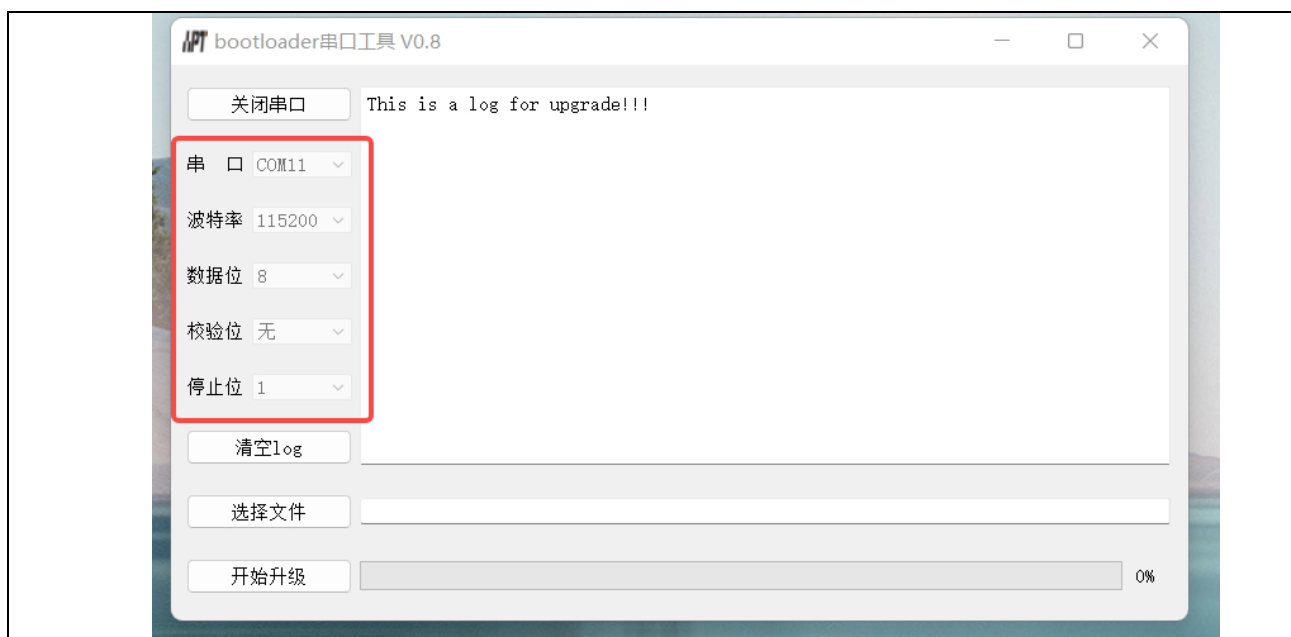 APT bootloader串口工具 V0.8
关闭串口
This is a log for upgrade!!!
串 口 COM11
波特率 115200
数据位 8
校验位 无
停止位 1
清空log
选择文件
开始升级
0%